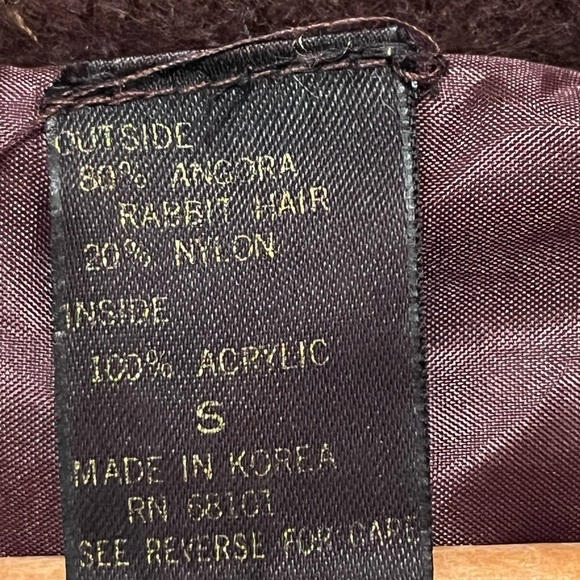 OUTSIDE
80% ANGORA
RABBIT HAIR
20% NYLON
INSIDE
100% ACRYLIC
S
MADE IN KOREA
RN 68101
SEE REVERSE FOR CARE